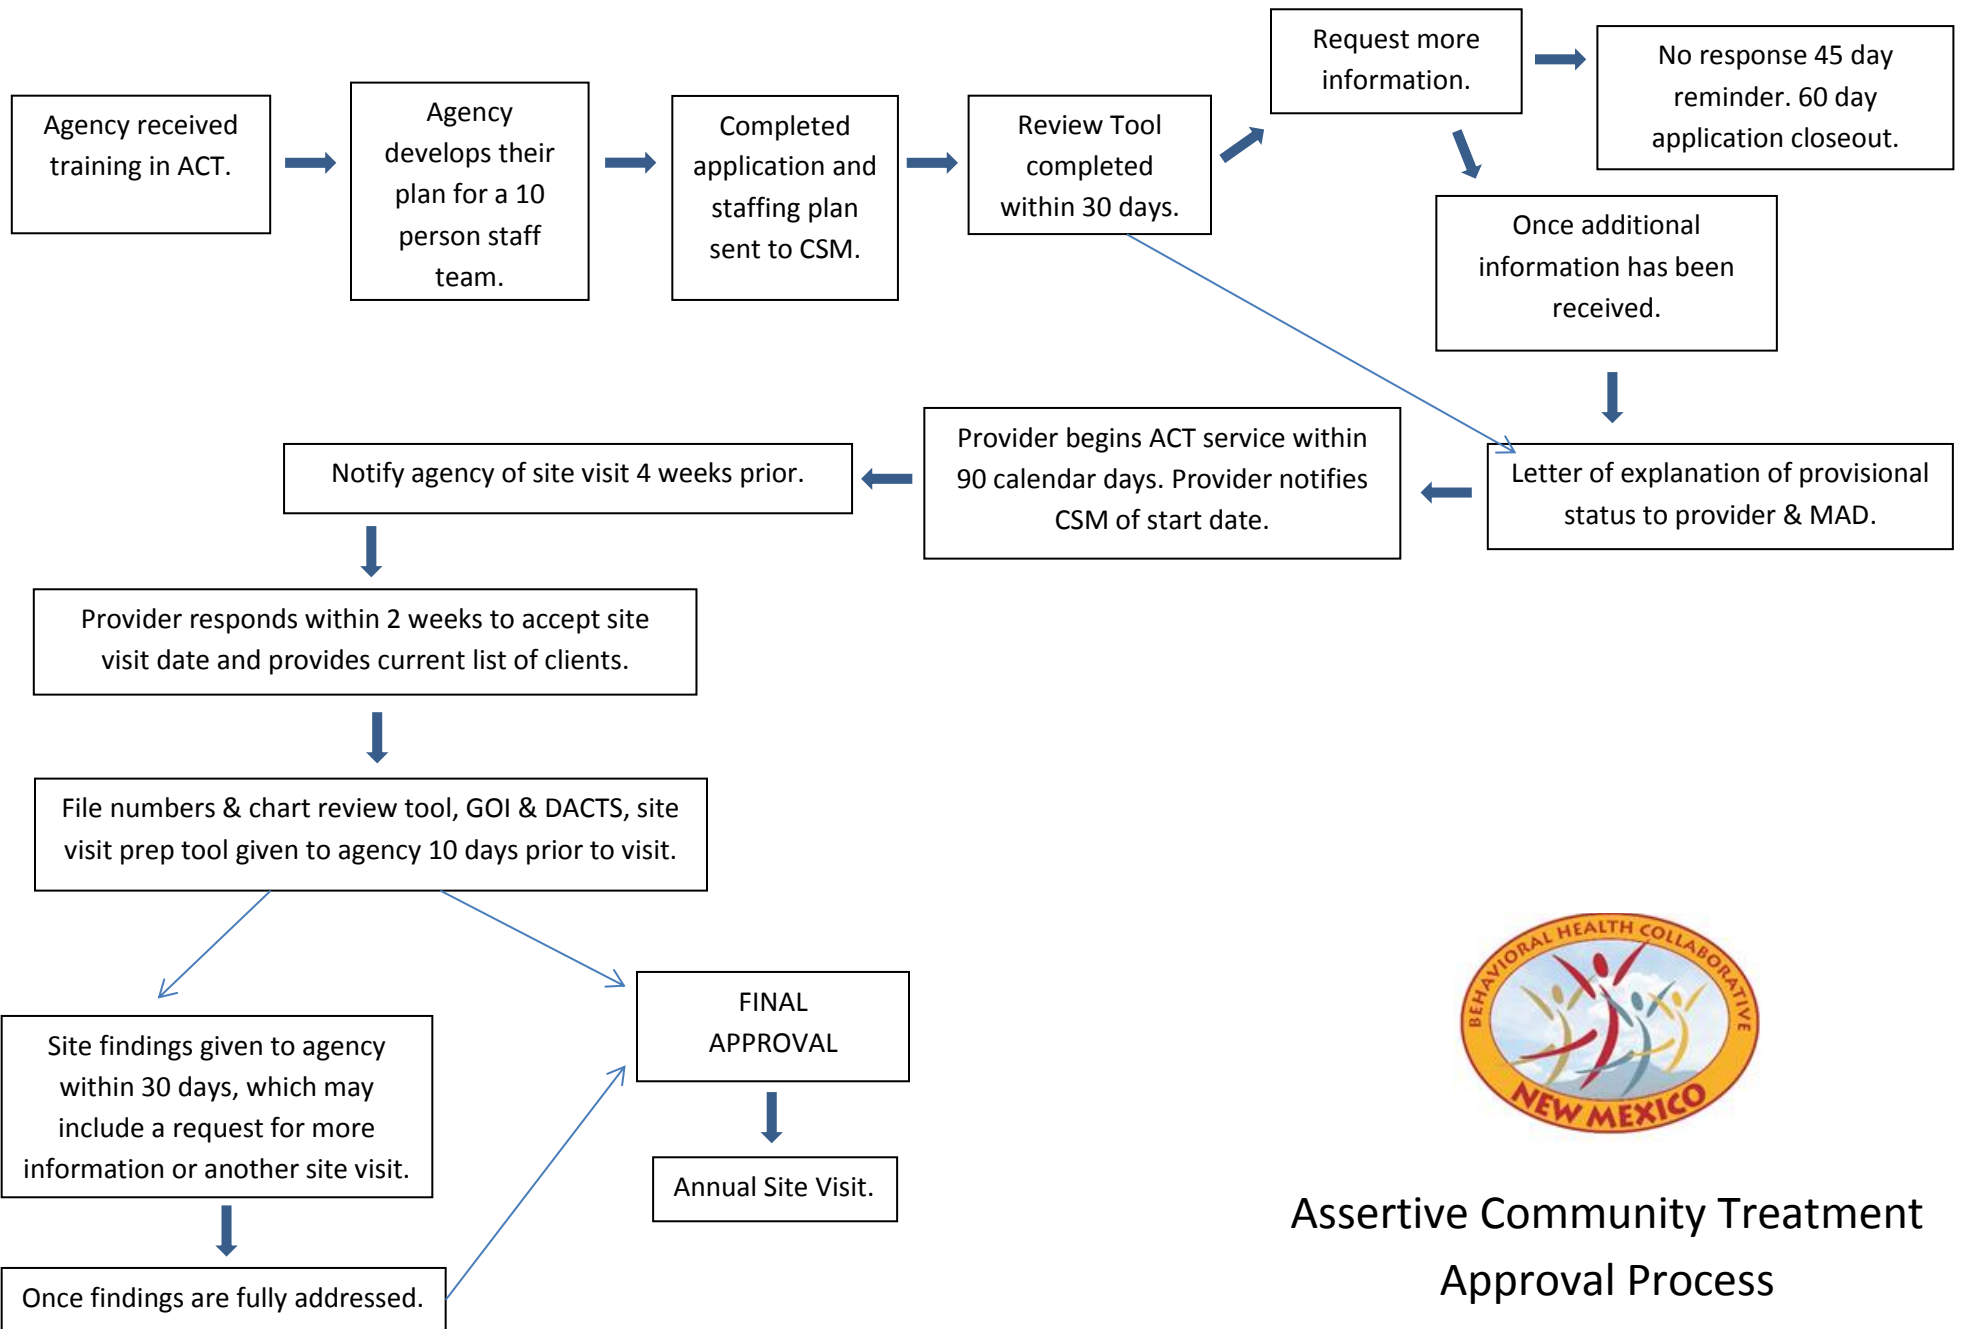 Agency received
training in ACT.
Agency
develops their
plan for a 10
person staff
team.
Completed
application and
staffing plan
sent to CSM.
Review Tool
completed
within 30 days.
Request more
information.
No response 45 day
reminder. 60 day
application closeout.
Once additional
information has been
received.
Letter of explanation of provisional
status to provider & MAD.
Provider begins ACT service within
90 calendar days. Provider notifies
CSM of start date.
Notify agency of site visit 4 weeks prior.
Provider responds within 2 weeks to accept site
visit date and provides current list of clients.
File numbers & chart review tool, GOI & DACTS, site
visit prep tool given to agency 10 days prior to visit.
Site findings given to agency
within 30 days, which may
include a request for more
information or another site visit.
Once findings are fully addressed.
FINAL
APPROVAL
Annual Site Visit.
BEHAVIORAL HEALTH COLLABORATIVE
NEW MEXICO
Assertive Community Treatment
Approval Process